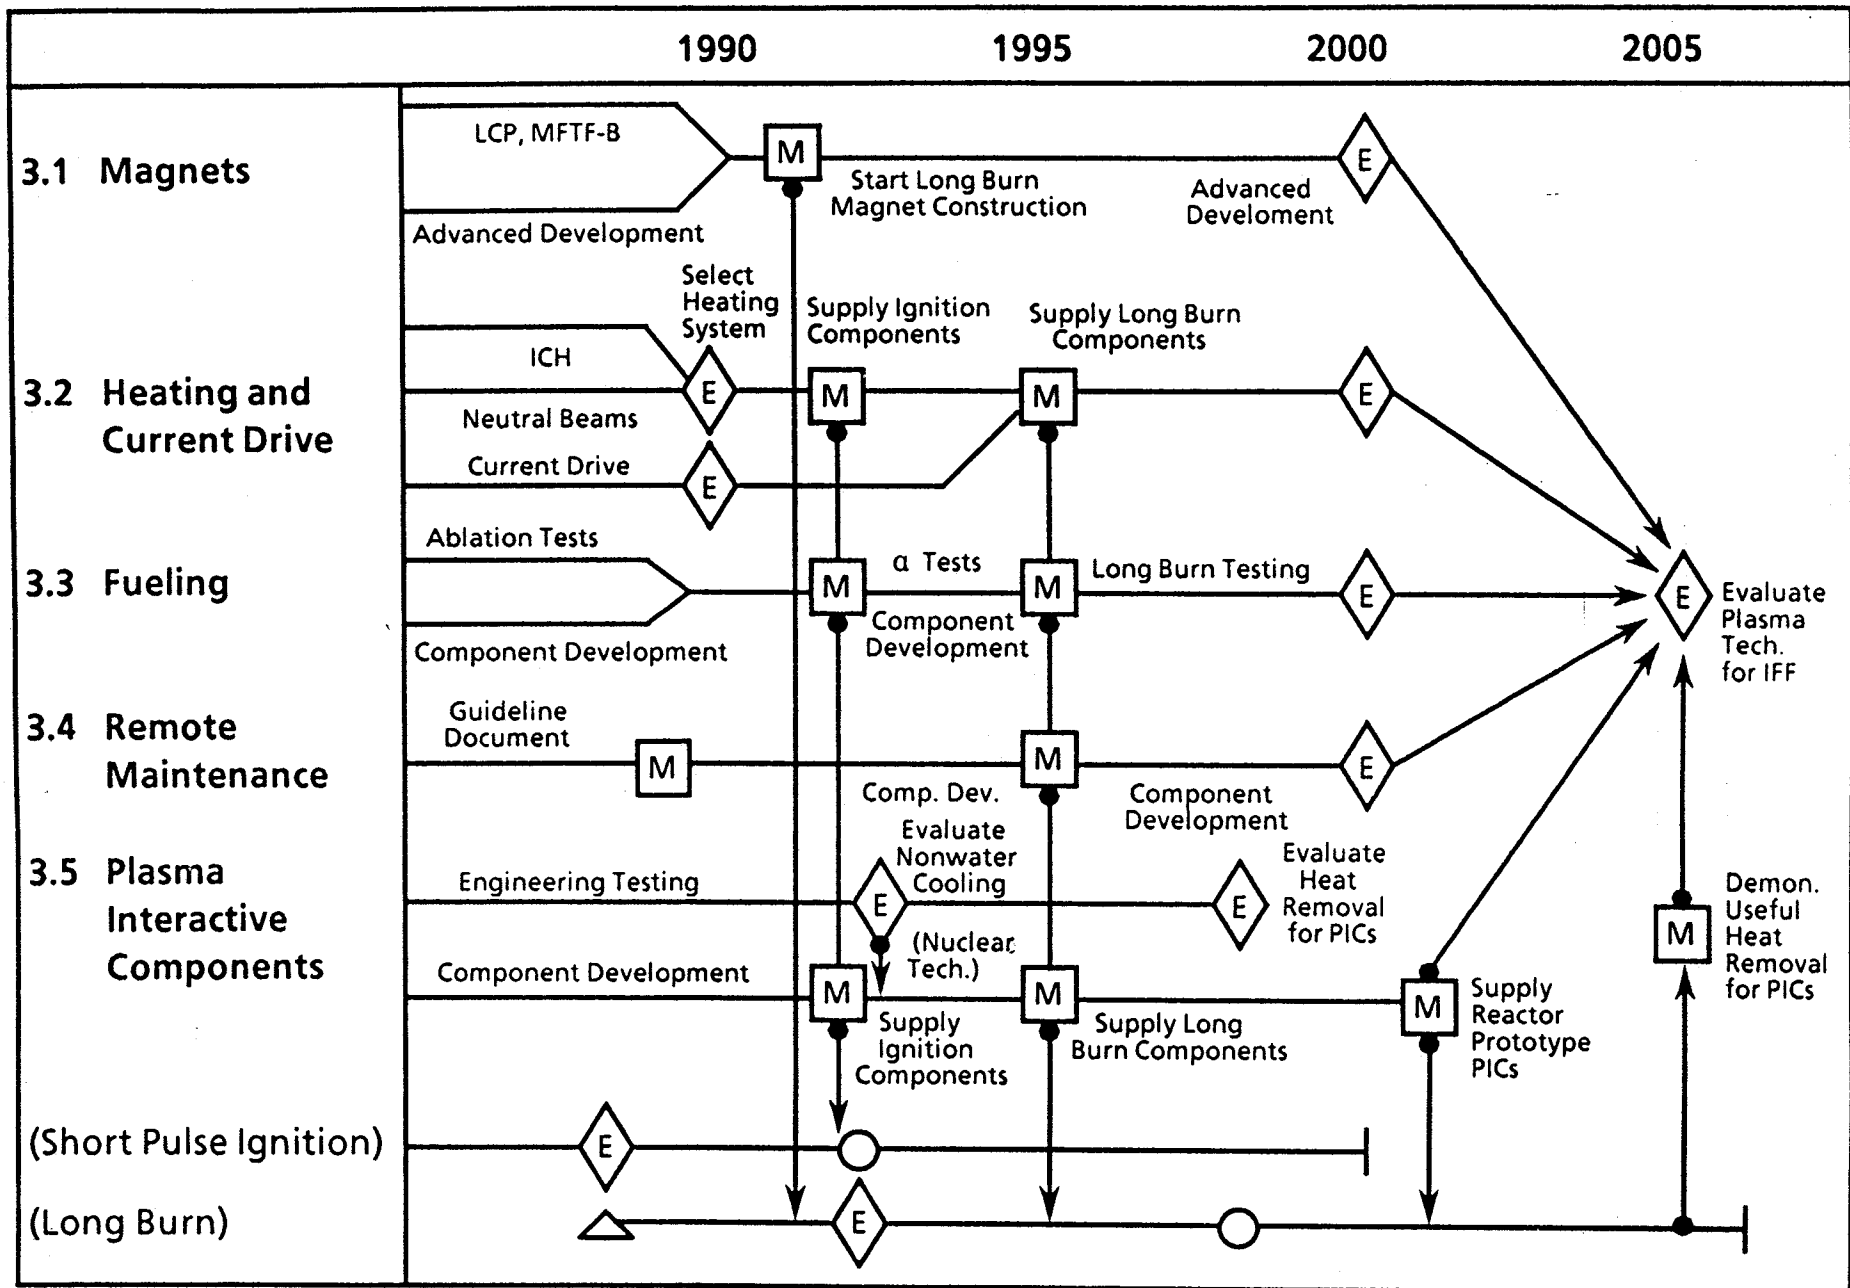 1990 1995 2000 2005
LCP, MFTF-B
M
E
3.1 Magnets
Start Long Burn
Magnet Construction
Advanced
Develoment
Advanced Development
Select
Heating
System
Supply Ignition
Components
Supply Long Burn
Components
ICH
3.2 Heating and
Current Drive
E
M
M
E
Neutral Beams
Current Drive
E
Ablation Tests
3.3 Fueling
M
α Tests
M
Long Burn Testing
E
E
Evaluate
Plasma
Tech.
for IFF
Component
Development
Component Development
3.4 Remote
Maintenance
Guideline
Document
M
M
E
Comp. Dev.
Component
Development
3.5 Plasma
Interactive
Components
Engineering Testing
E
Evaluate
Nonwater
Cooling
E
Evaluate
Heat
Removal
for PICs
M
Demon.
Useful
Heat
Removal
for PICs
(Nuclear
Tech.)
Component Development
M
M
M
Supply
Ignition
Components
Supply Long
Burn Components
Supply
Reactor
Prototype
PICs
(Short Pulse Ignition)
E
(Long Burn)
E